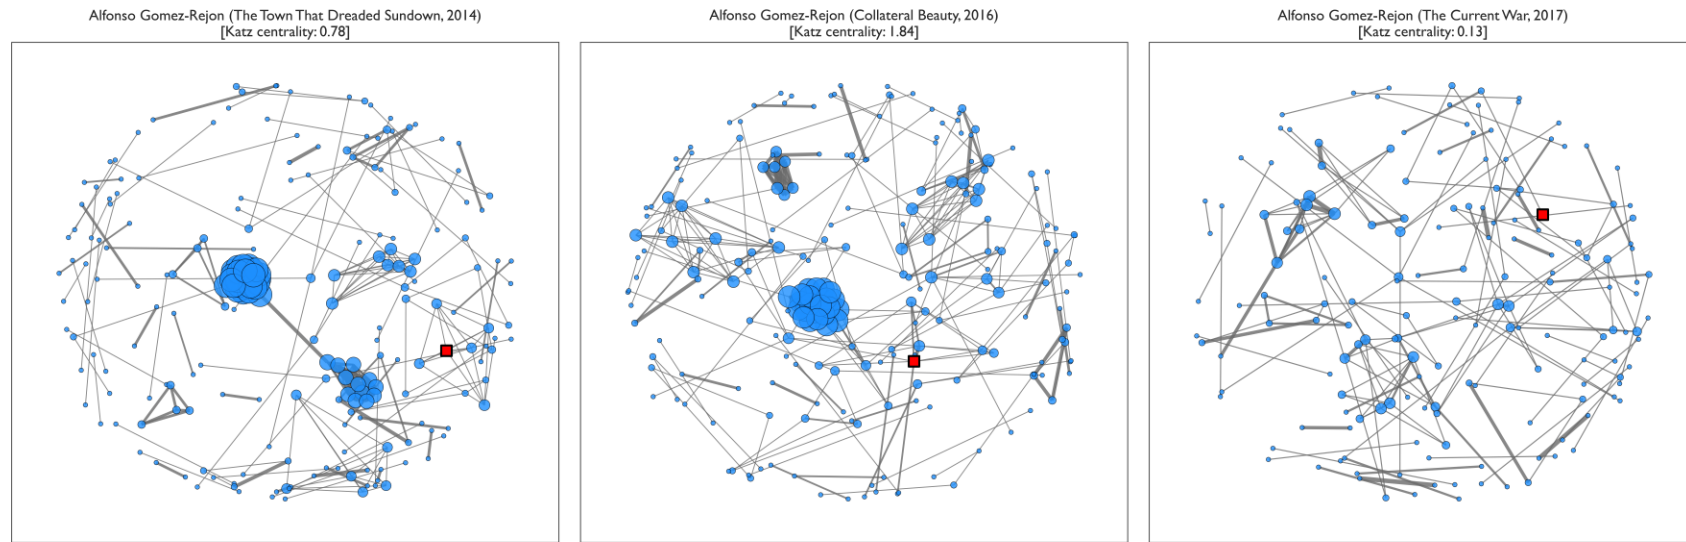 Alfonso Gomez-Rejon (The Town That Dreaded Sundown, 2014)
[Katz centrality: 0.78]
Alfonso Gomez-Rejon (Collateral Beauty, 2016)
[Katz centrality: 1.84]
Alfonso Gomez-Rejon (The Current War, 2017)
[Katz centrality: 0.13]